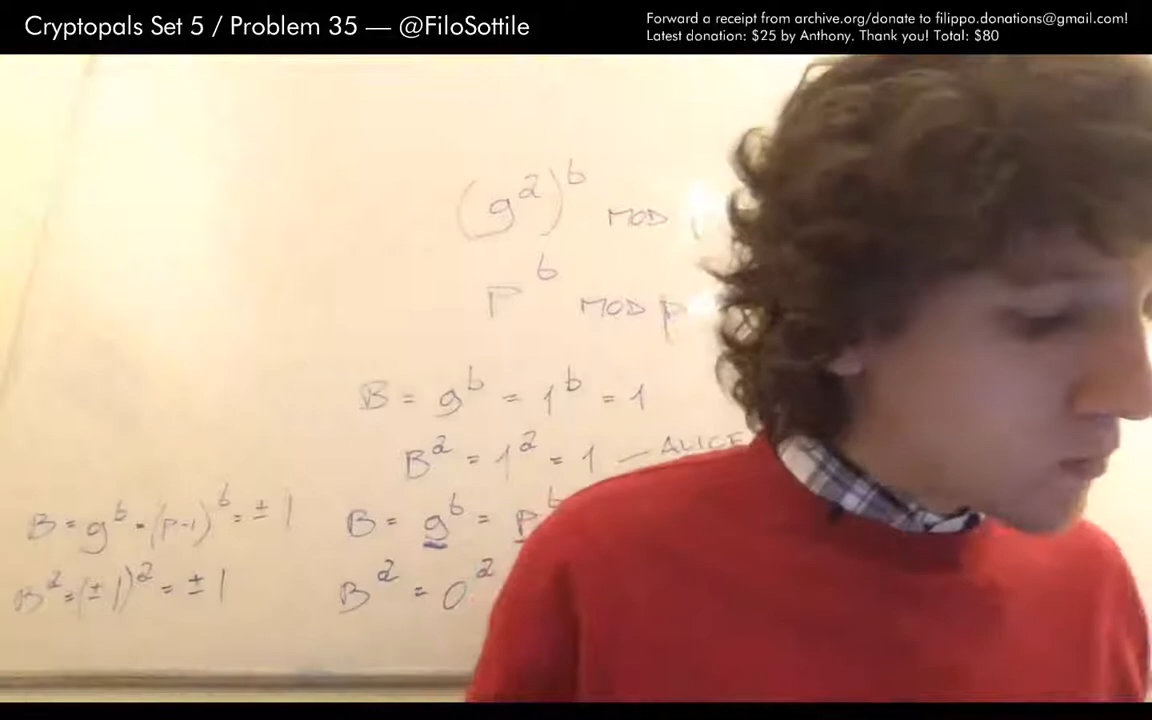 Cryptopals Set 5 / Problem 35 — @FiloSottile
Forward a receipt from archive.org/donate to filippo.donations@gmail.com!
Latest donation: $25 by Anthony. Thank you! Total: $80
(g^a)^b MOD
P^b MOD p
B = g^b = 1^b = 1
B^a = 1^a = 1 — ALICE
B = g^b = (p-1)^b = ± 1
B^a = (± 1)^a = ± 1
B = g^b = P^b
B^a = 0^a